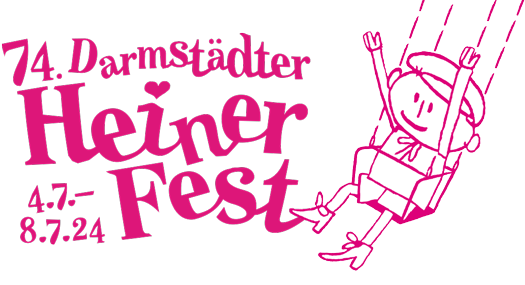 74. Darmstädter
Heiner
Fest
4.7.–
8.7.24